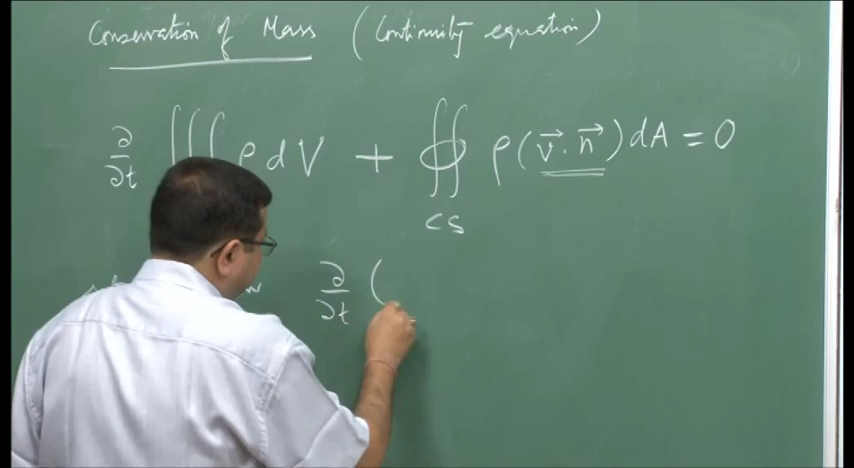 Conservation of Mass (Continuity equation)
∂/∂t ∭ ρ dV + ∯ ρ (v⃗ . n⃗) dA = 0
CS
∂/∂t (